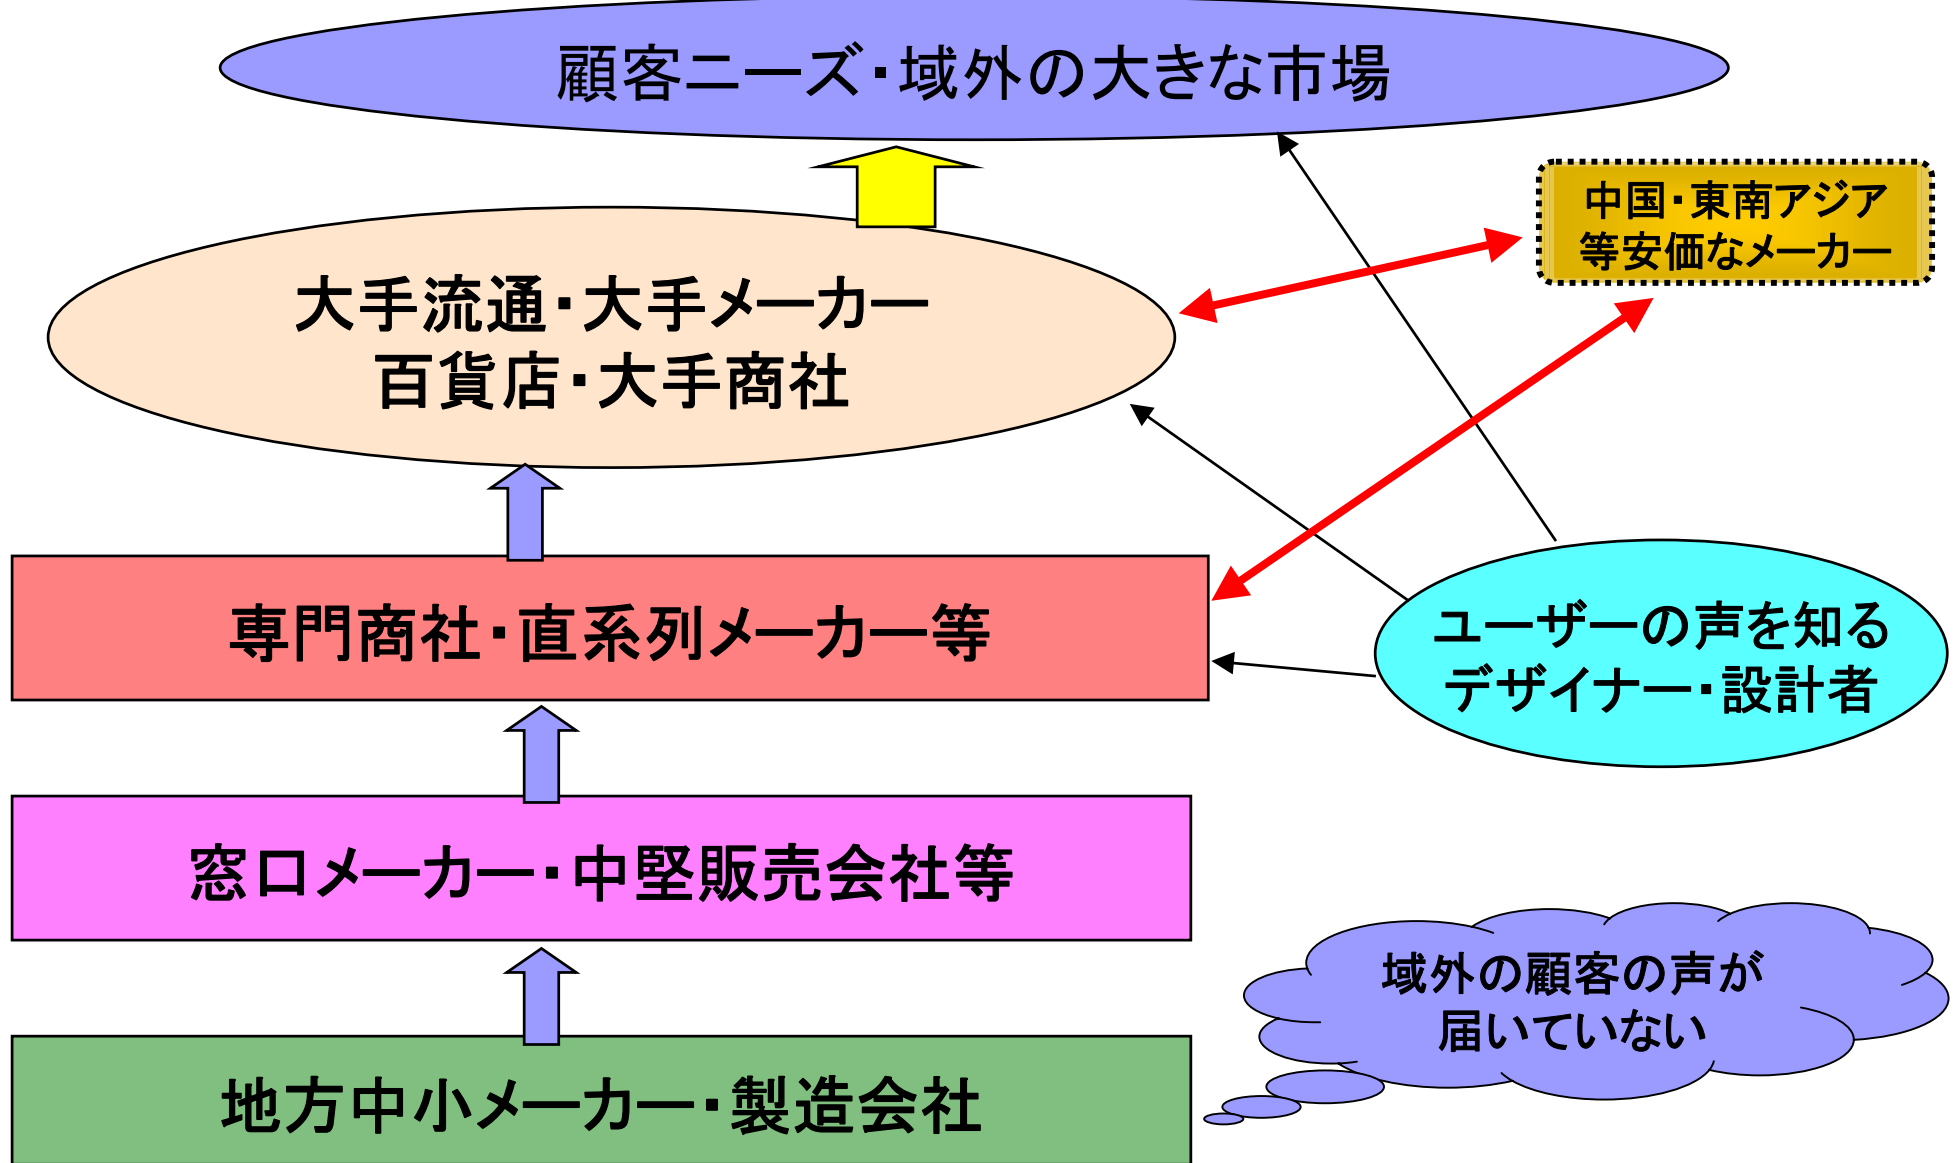 顧客ニーズ・域外の大きな市場
中国・東南アジア
等安価なメーカー
大手流通・大手メーカー
百貨店・大手商社
専門商社・直系列メーカー等
ユーザーの声を知る
デザイナー・設計者
窓口メーカー・中堅販売会社等
域外の顧客の声が
届いていない
地方中小メーカー・製造会社